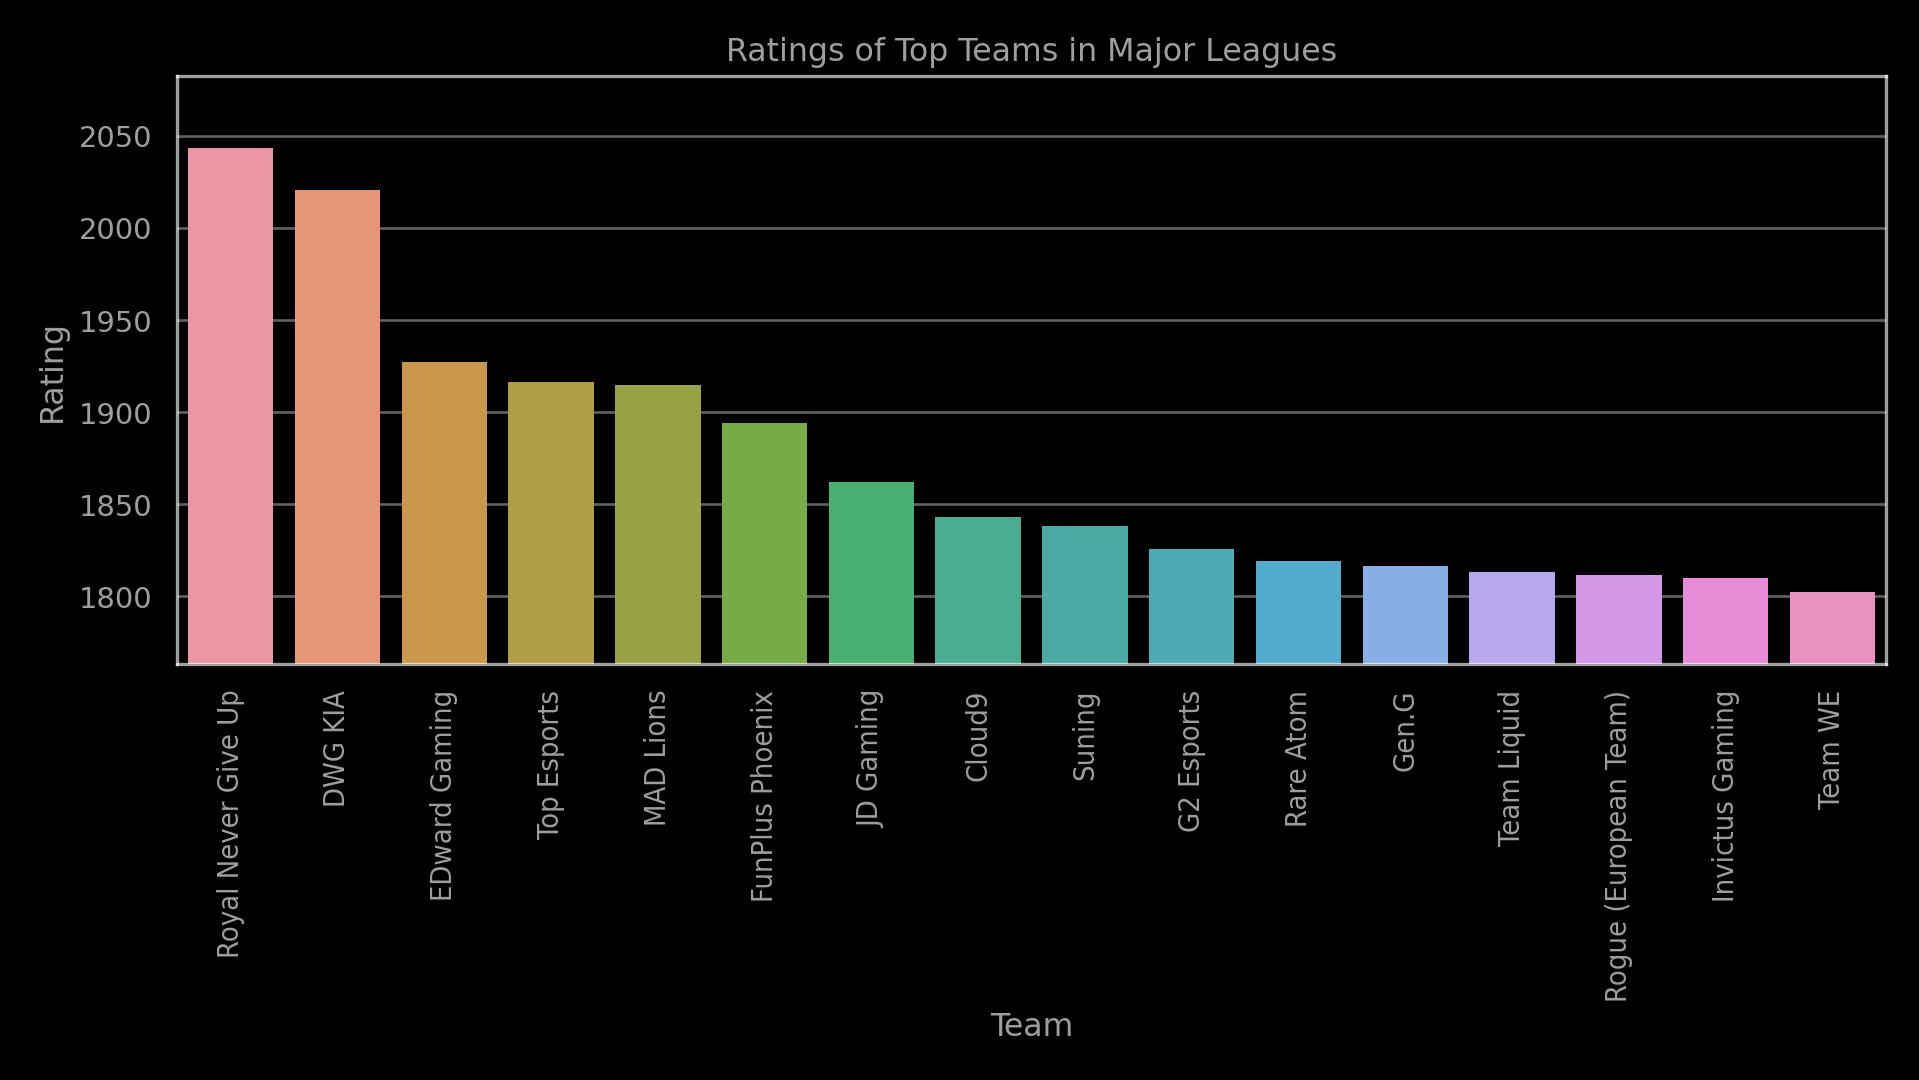 Ratings of Top Teams in Major Leagues
2050
2000
1950
1900
1850
1800
Rating
Royal Never Give Up
DWG KIA
EDward Gaming
Top Esports
MAD Lions
FunPlus Phoenix
JD Gaming
Cloud9
Suning
G2 Esports
Rare Atom
Gen.G
Team Liquid
Rogue (European Team)
Invictus Gaming
Team WE
Team